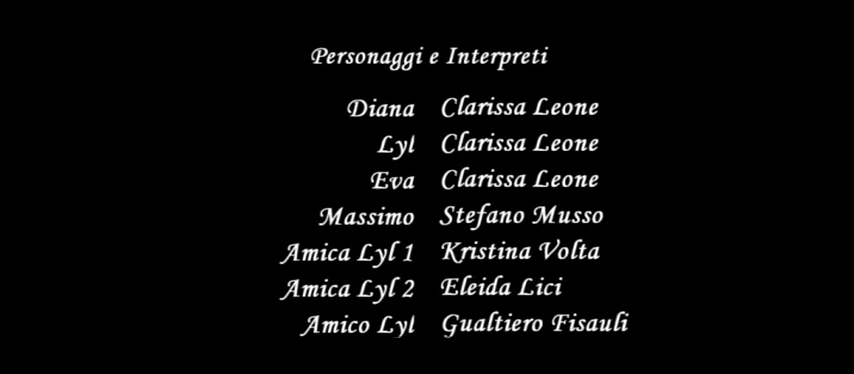 Personaggi e Interpreti
Diana Clarissa Leone
Lyl Clarissa Leone
Eva Clarissa Leone
Massimo Stefano Musso
Amica Lyl 1 Kristina Volta
Amica Lyl 2 Eleida Lici
Amico Lyl Gualtiero Fisauli